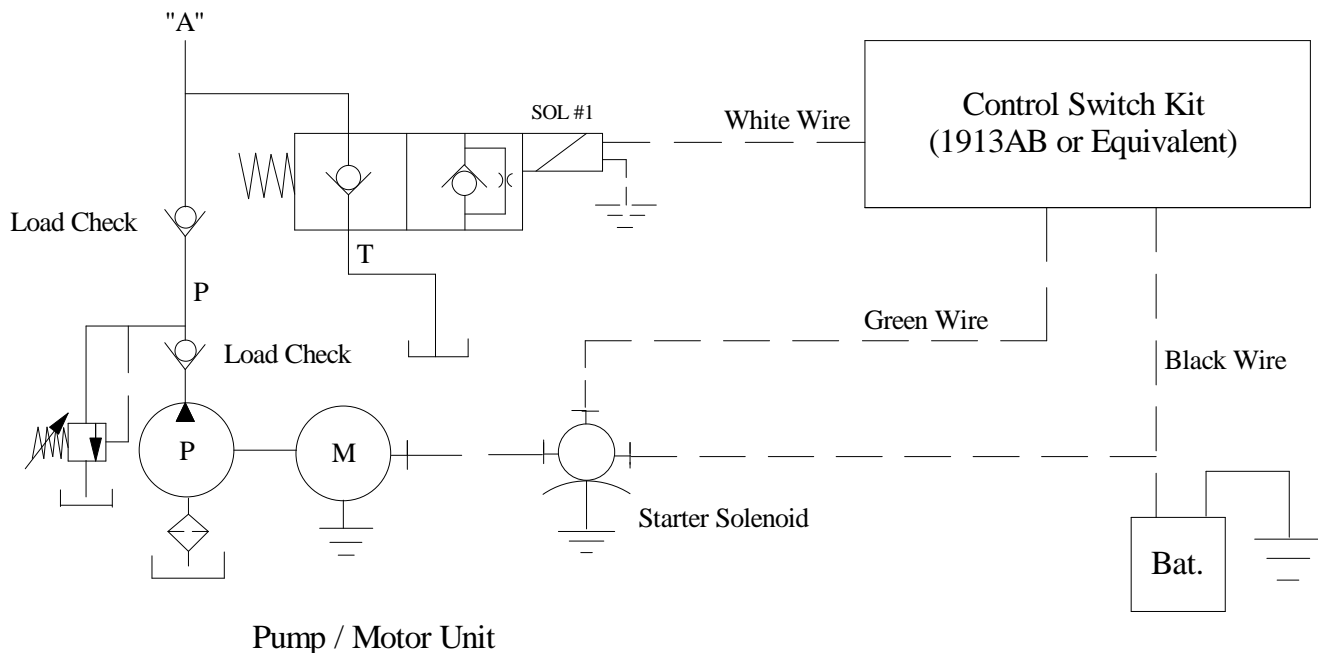 "A"
SOL #1
White Wire
Control Switch Kit
(1913AB or Equivalent)
Load Check
T
P
Green Wire
Load Check
Black Wire
P
M
Starter Solenoid
Bat.
Pump / Motor Unit